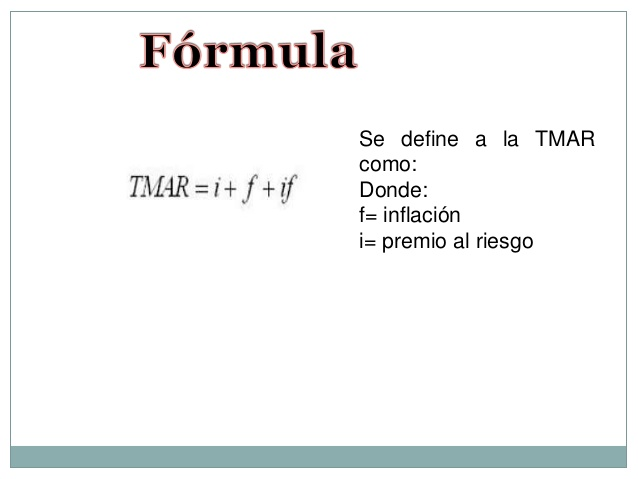 Fórmula
TMAR = i + f + if
Se define a la TMAR
como:
Donde:
f= inflación
i= premio al riesgo